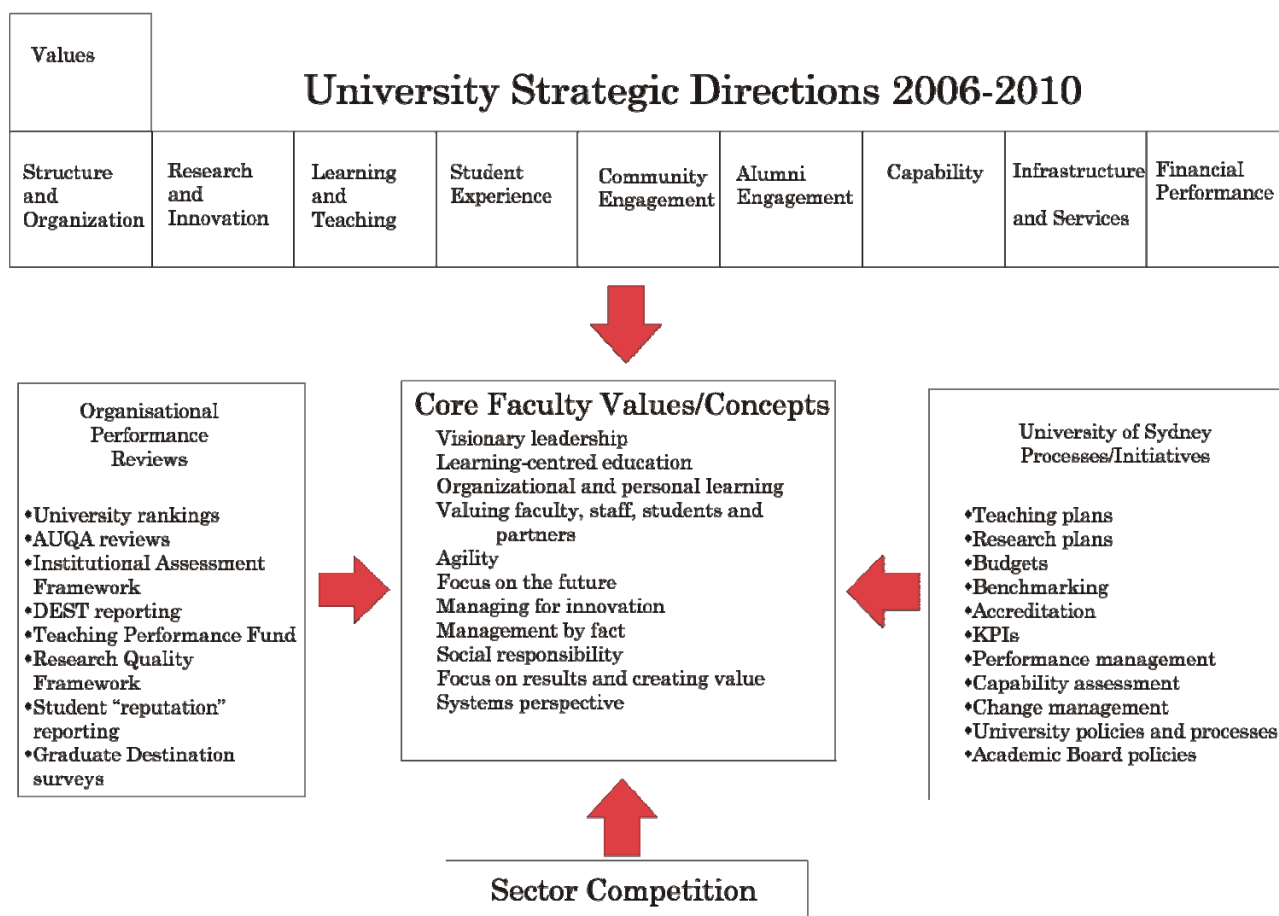 Values
University Strategic Directions 2006-2010
Structure
and
Organization
Research
and
Innovation
Learning
and
Teaching
Student
Experience
Community
Engagement
Alumni
Engagement
Capability
Infrastructure
and Services
Financial
Performance
Organisational
Performance
Reviews
•University rankings
•AUQA reviews
•Institutional Assessment
Framework
•DEST reporting
•Teaching Performance Fund
•Research Quality
Framework
•Student “reputation”
reporting
•Graduate Destination
surveys
Core Faculty Values/Concepts
Visionary leadership
Learning-centred education
Organizational and personal learning
Valuing faculty, staff, students and
partners
Agility
Focus on the future
Managing for innovation
Management by fact
Social responsibility
Focus on results and creating value
Systems perspective
University of Sydney
Processes/Initiatives
•Teaching plans
•Research plans
•Budgets
•Benchmarking
•Accreditation
•KPIs
•Performance management
•Capability assessment
•Change management
•University policies and processes
•Academic Board policies
Sector Competition